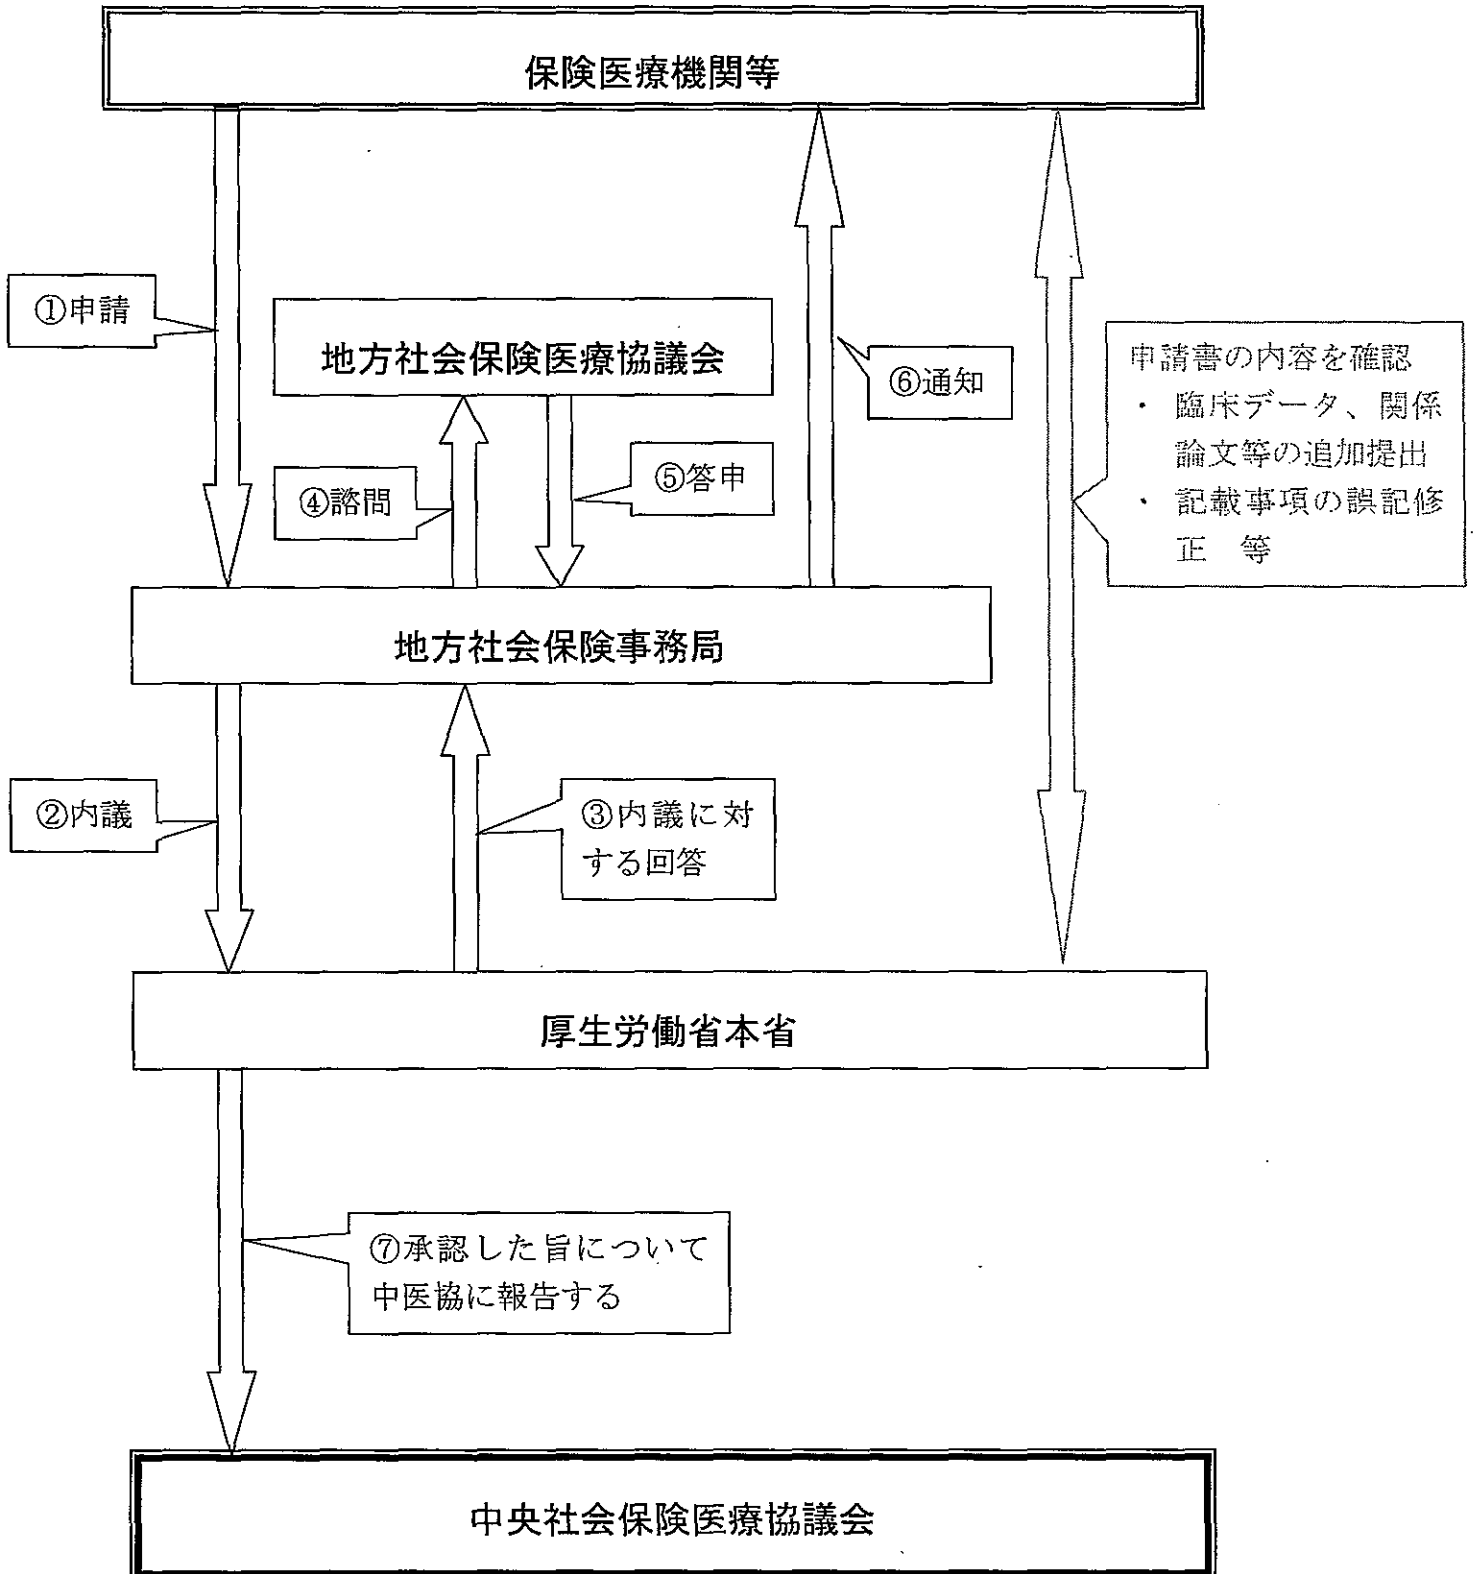 保険医療機関等
①申請
地方社会保険医療協議会
⑥通知
申請書の内容を確認
・ 臨床データ、関係
論文等の追加提出
・ 記載事項の誤記修
正 等
④諮問
⑤答申
地方社会保険事務局
②内議
③内議に対
する回答
厚生労働省本省
⑦承認した旨について
中医協に報告する
中央社会保険医療協議会